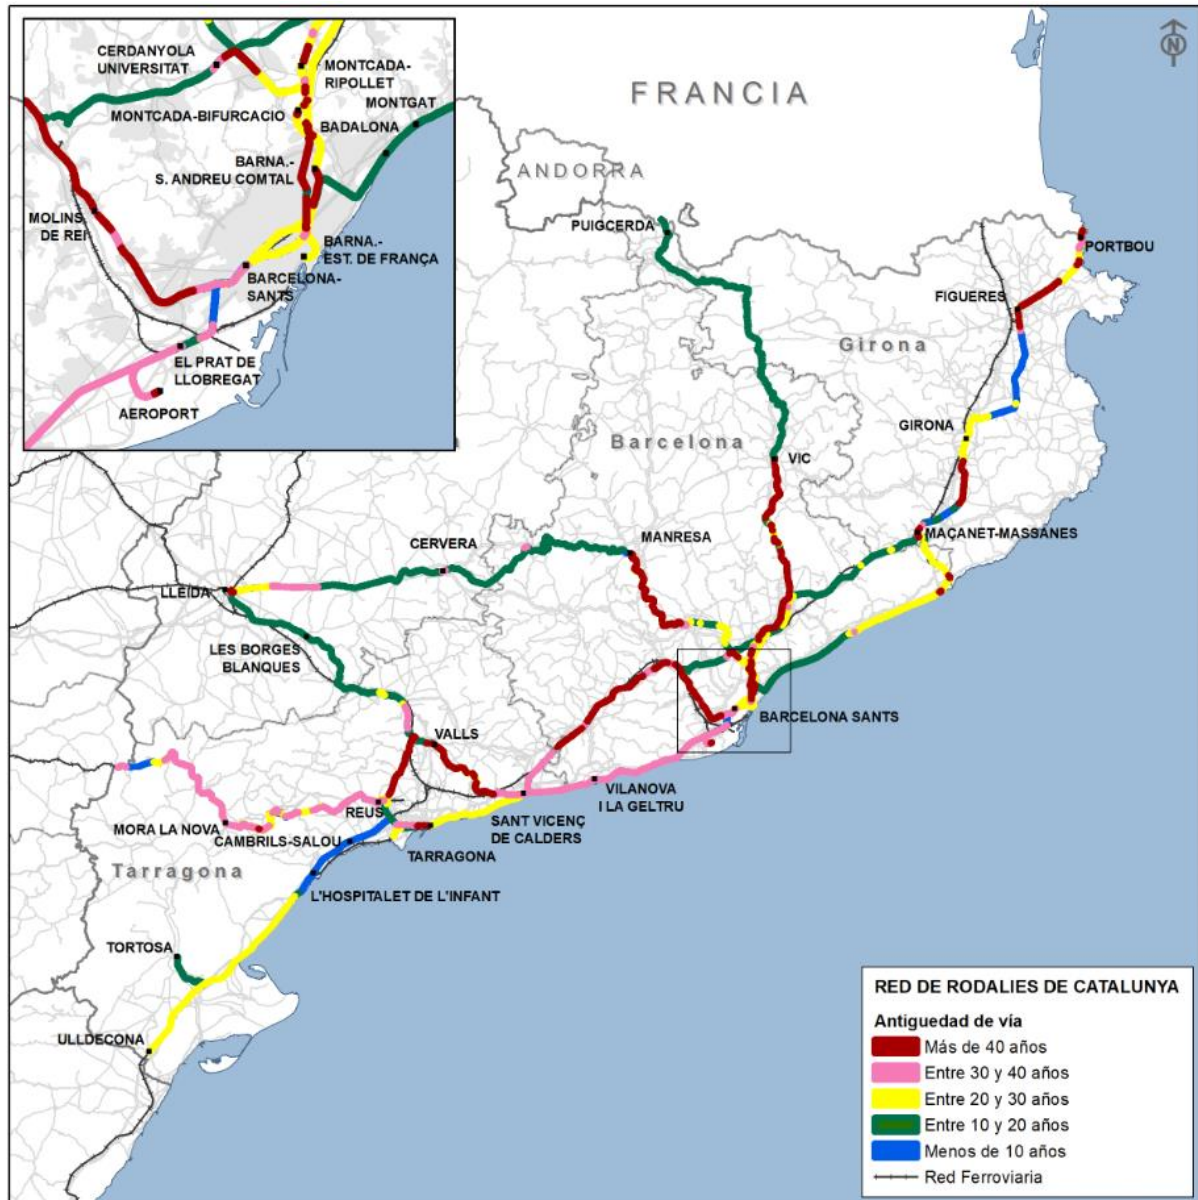 CERDANYOLA
UNIVERSITAT
MONTCADA-
RIPOLLET
MONTGAT
MONTCADA-BIFURCACIO
BADALONA
BARNA.-
S. ANDREU COMTAL
MOLINS
DE REI
BARNA.-
EST. DE FRANÇA
BARCELONA-
SANTS
EL PRAT DE
LLOBREGAT
AEROPORT
N
FRANCIA
ANDORRA
PUIGCERDA
PORTBOU
FIGUERES
Girona
GIRONA
Barcelona
VIC
MAÇANET-MASSANES
MANRESA
CERVERA
LLEIDA
LES BORGES
BLANQUES
BARCELONA SANTS
VALLS
VILANOVA
I LA GELTRU
REUS
SANT VICENÇ
DE CALDERS
MORA LA NOVA
CAMBRILS-SALOU
TARRAGONA
Tarragona
L'HOSPITALET DE L'INFANT
TORTOSA
ULLDECONA
RED DE RODALIES DE CATALUNYA
Antiguedad de vía
Más de 40 años
Entre 30 y 40 años
Entre 20 y 30 años
Entre 10 y 20 años
Menos de 10 años
Red Ferroviaria